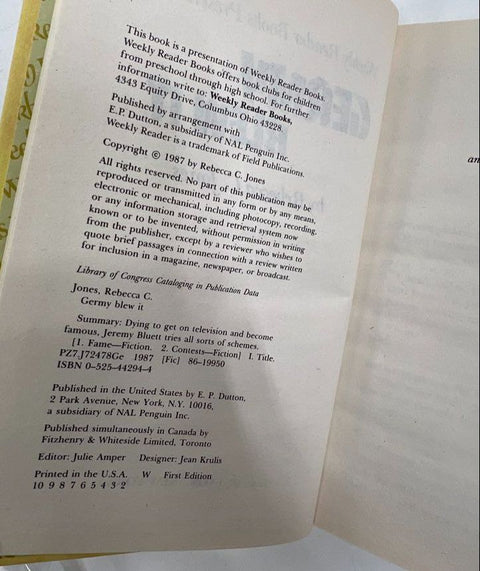 This book is a presentation of Weekly Reader Books.
Weekly Reader Books offers book clubs for children
from preschool through high school. For further
information write to: Weekly Reader Books,
4343 Equity Drive, Columbus Ohio 43228.
Published by arrangement with
E.P. Dutton, a subsidiary of NAL Penguin Inc.
Weekly Reader is a trademark of Field Publications.
Copyright © 1987 by Rebecca C. Jones
All rights reserved. No part of this publication may be
reproduced or transmitted in any form or by any means,
electronic or mechanical, including photocopy, recording,
or any information storage and retrieval system now
known or to be invented, without permission in writing
from the publisher, except by a reviewer who wishes to
quote brief passages in connection with a review written
for inclusion in a magazine, newspaper, or broadcast.
Library of Congress Cataloging in Publication Data
Jones, Rebecca C.
Germy blew it
Summary: Dying to get on television and become
famous, Jeremy Bluett tries all sorts of schemes.
[1. Fame—Fiction. 2. Contests—Fiction] I. Title.
PZ7.J72478Ge 1987 [Fic] 86-19950
ISBN 0-525-44294-4
Published in the United States by E. P. Dutton,
2 Park Avenue, New York, N.Y. 10016,
a subsidiary of NAL Penguin Inc.
Published simultaneously in Canada by
Fitzhenry & Whiteside Limited, Toronto
Editor: Julie Amper Designer: Jean Krulis
Printed in the U.S.A. W First Edition
10 9 8 7 6 5 4 3 2
an